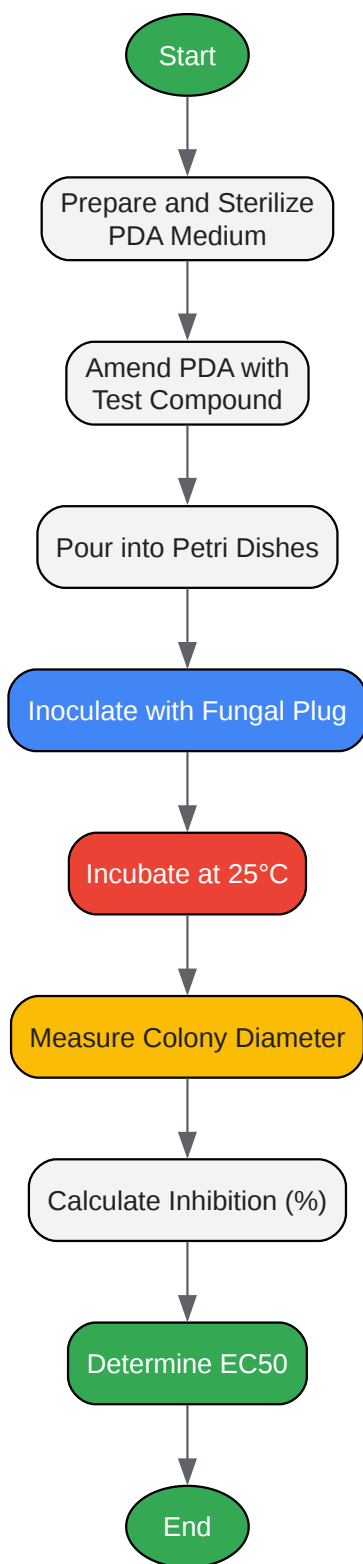 Start
Prepare and Sterilize
PDA Medium
Amend PDA with
Test Compound
Pour into Petri Dishes
Inoculate with Fungal Plug
Incubate at 25°C
Measure Colony Diameter
Calculate Inhibition (%)
Determine EC50
End